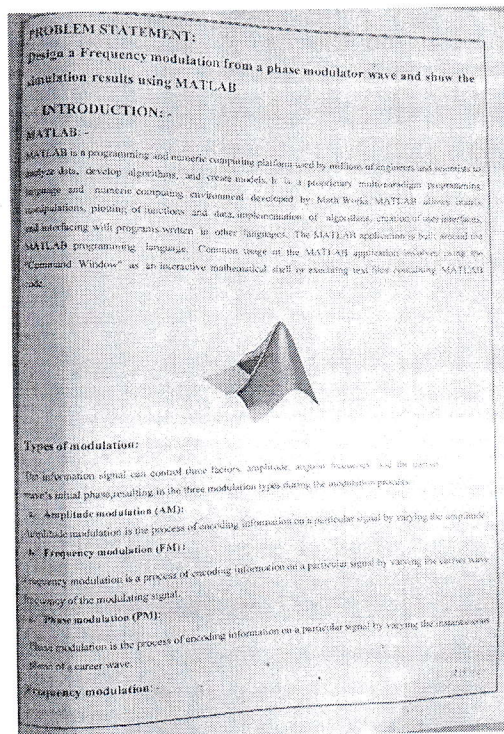 PROBLEM STATEMENT:
Design a Frequency modulation from a phase modulator wave and show the
simulation results using MATLAB
INTRODUCTION: -
MATLAB: -
MATLAB is a programming and numeric computing platform used by millions of engineers and scientists to
analyze data, develop algorithms, and create models. It is a proprietary multi-paradigm programming
language and numeric computing environment developed by MathWorks. MATLAB allows matrix
manipulations, plotting of functions and data, implementation of algorithms, creation of user interfaces,
and interfacing with programs written in other languages. The MATLAB application is built around the
MATLAB programming language. Common usage of the MATLAB application involves using the
"Command Window" as an interactive mathematical shell or executing text files containing MATLAB
code.
Types of modulation:
The information signal can control three factors, amplitude, angular frequency, and the carrier
wave's initial phase, resulting in the three modulation types during the modulation process.
a. Amplitude modulation (AM):
Amplitude modulation is the process of encoding information on a particular signal by varying the amplitude
b. Frequency modulation (FM):
Frequency modulation is a process of encoding information on a particular signal by varying the carrier wave
frequency of the modulating signal.
Phase modulation (PM):
Phase modulation is the process of encoding information on a particular signal by varying the instantaneous
phase of a career wave.
Frequency modulation: